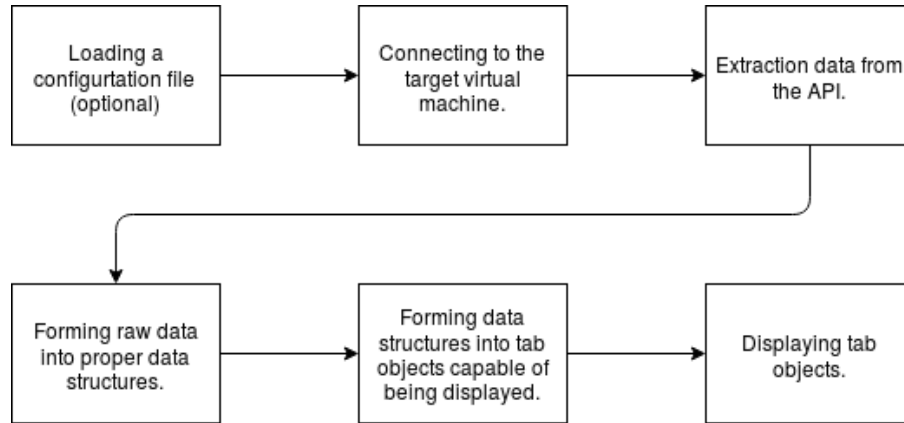 Loading a
configurtation file
(optional)
Connecting to the
target virtual
machine.
Extraction data from
the API.
Forming raw data
into proper data
structures.
Forming data
structures into tab
objects capable of
being displayed.
Displaying tab
objects.